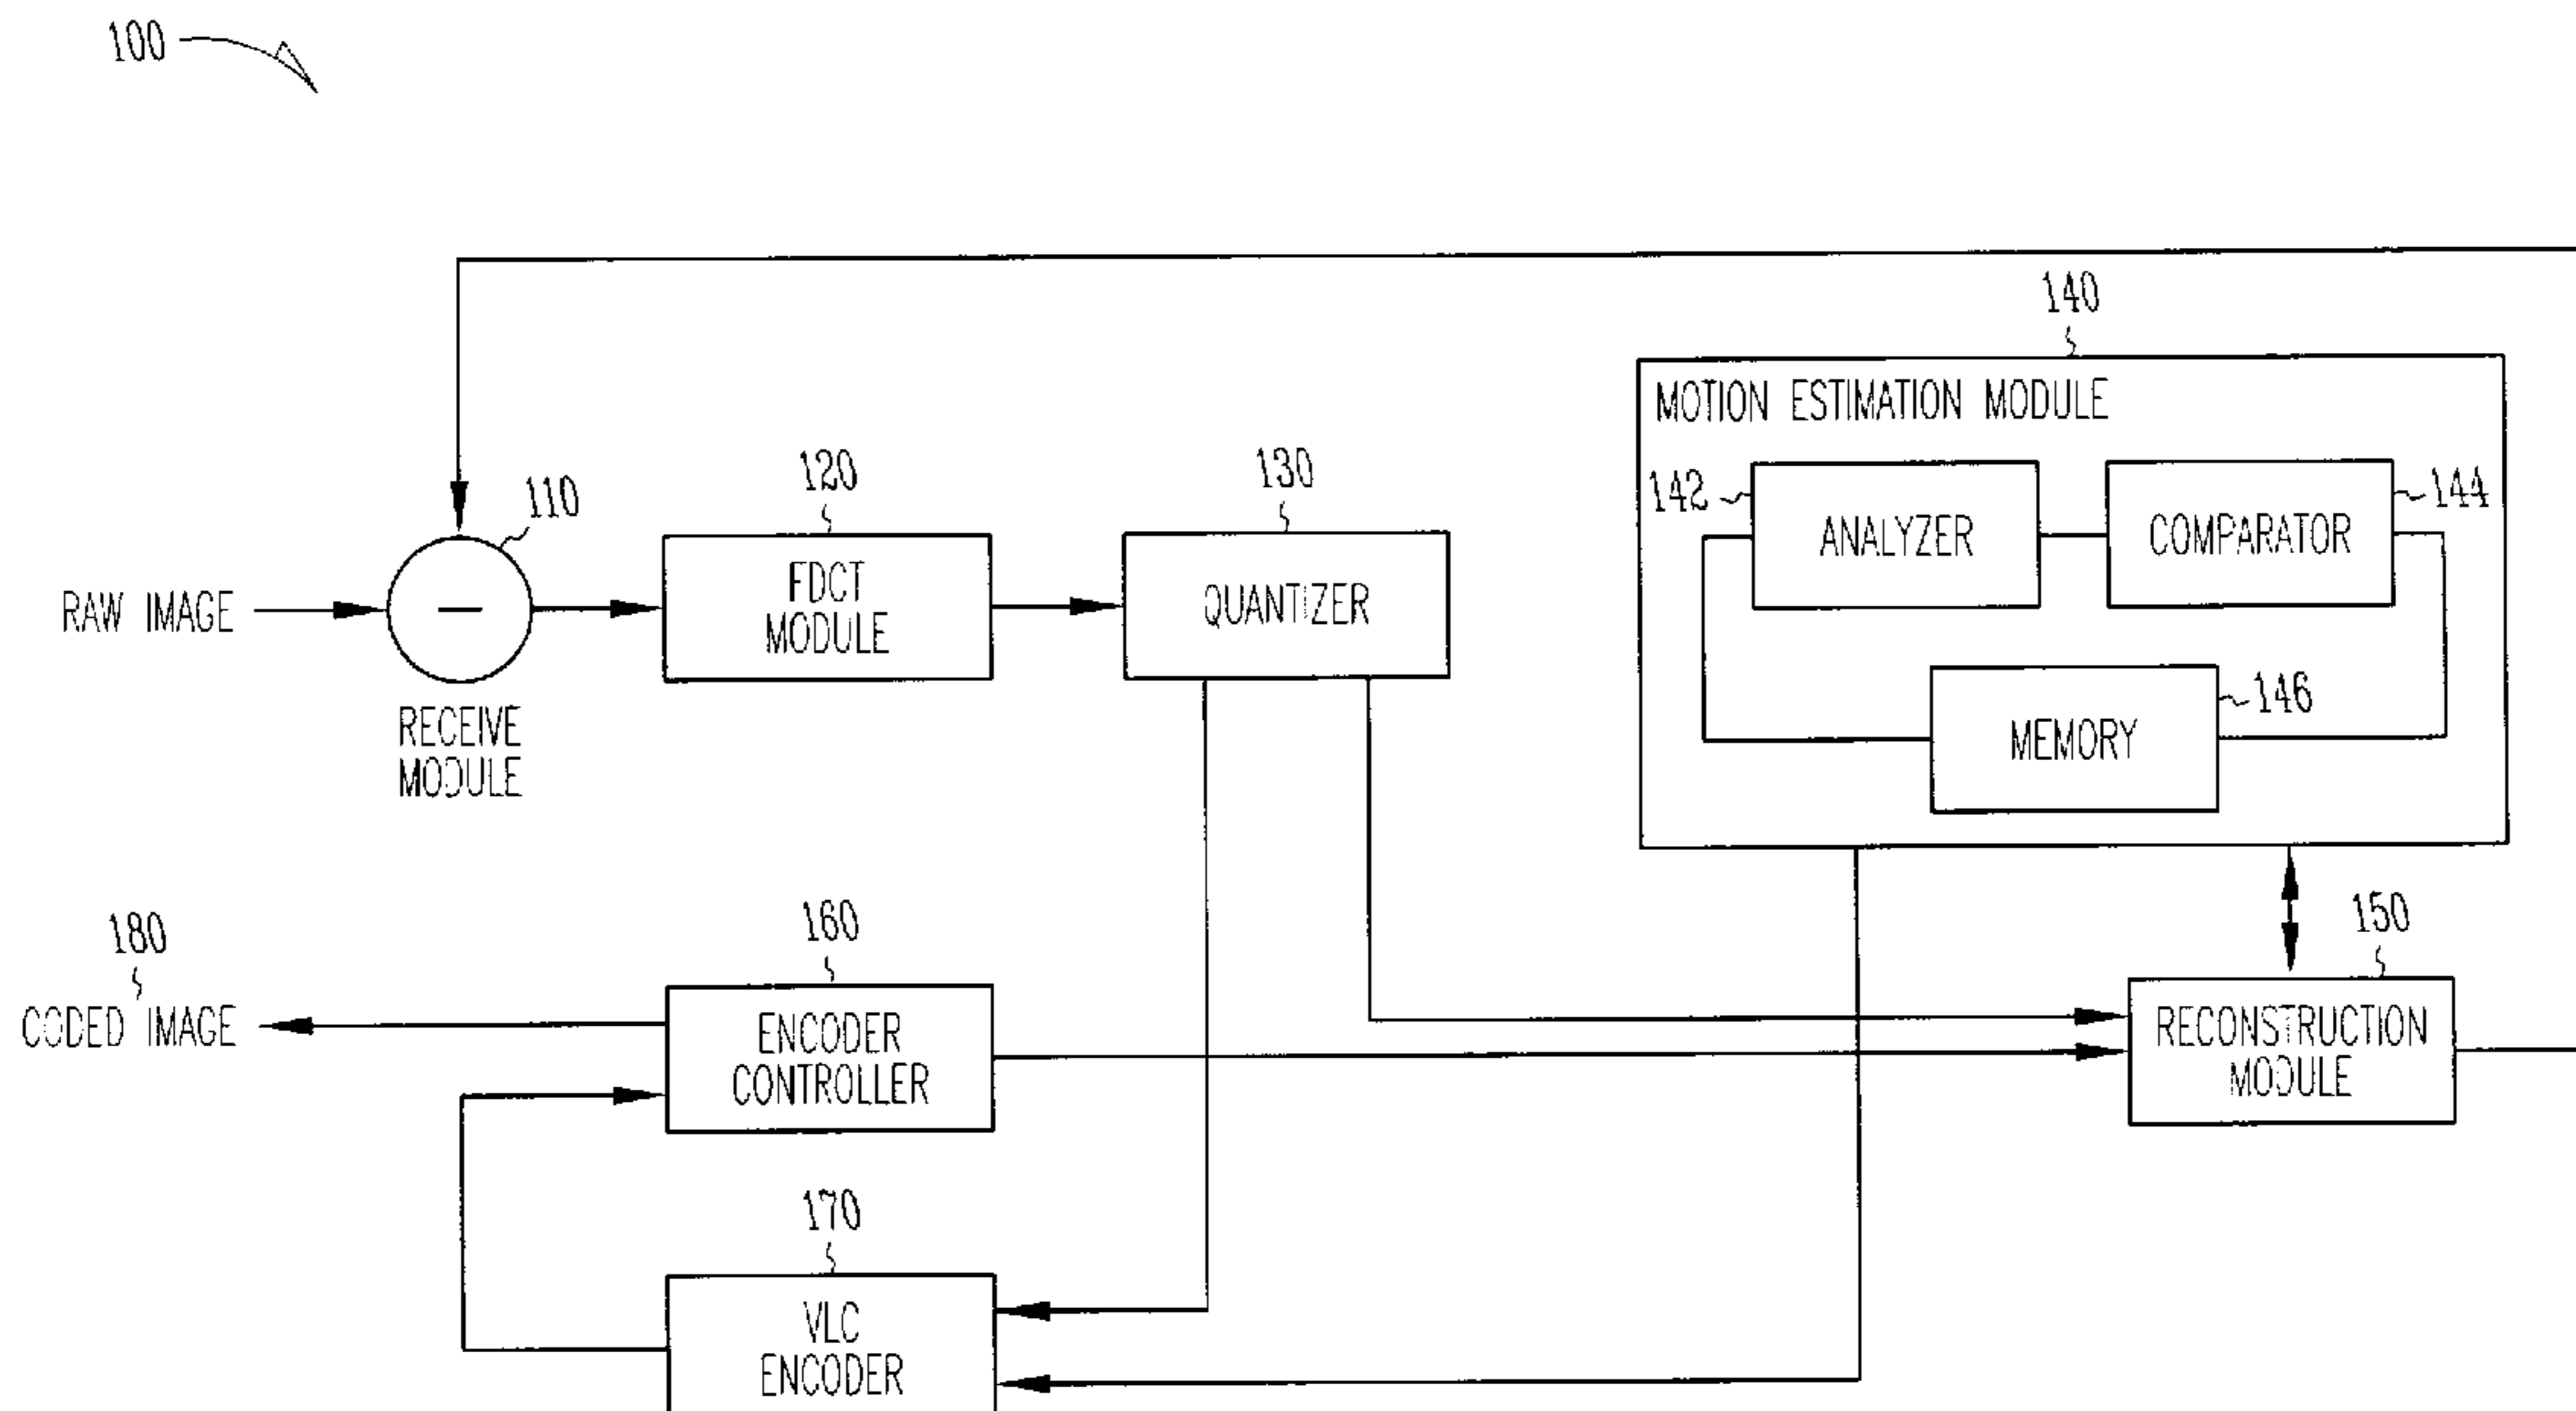 100
140
MOTION ESTIMATION MODULE
120
130
110
142
144
ANALYZER
COMPARATOR
RAW IMAGE
FDCT
MODULE
QUANTIZER
146
MEMORY
RECEIVE
MODULE
180
160
150
CODED IMAGE
ENCODER
CONTROLLER
RECONSTRUCTION
MODULE
170
VLC
ENCODER